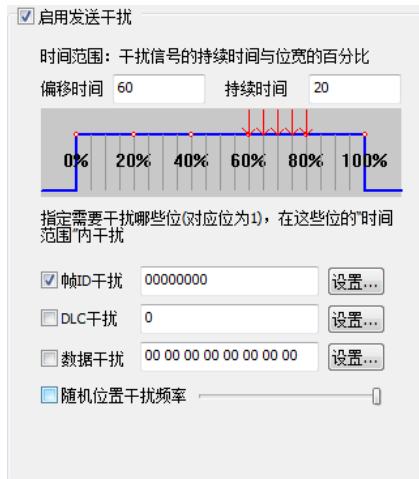 启用发送干扰
时间范围：干扰信号的持续时间与位宽的百分比
偏移时间 60 持续时间 20
0% 20% 40% 60% 80% 100%
指定需要干扰哪些位(对应位为1)，在这些位的"时间
范围"内干扰
帧ID干扰 00000000 设置...
DLC干扰 0 设置...
数据干扰 00 00 00 00 00 00 00 00 设置...
随机位置干扰频率